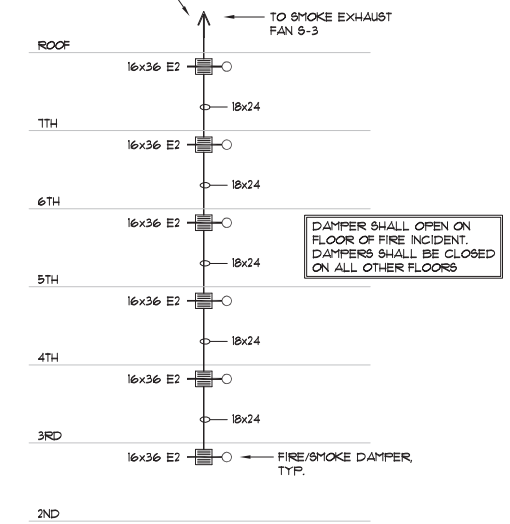 TO SMOKE EXHAUST
FAN S-3
ROOF
16x36 E2
18x24
7TH
16x36 E2
18x24
6TH
16x36 E2
DAMPER SHALL OPEN ON
FLOOR OF FIRE INCIDENT.
DAMPERS SHALL BE CLOSED
ON ALL OTHER FLOORS
18x24
5TH
16x36 E2
18x24
4TH
16x36 E2
18x24
3RD
16x36 E2
FIRE/SMOKE DAMPER,
TYP.
2ND